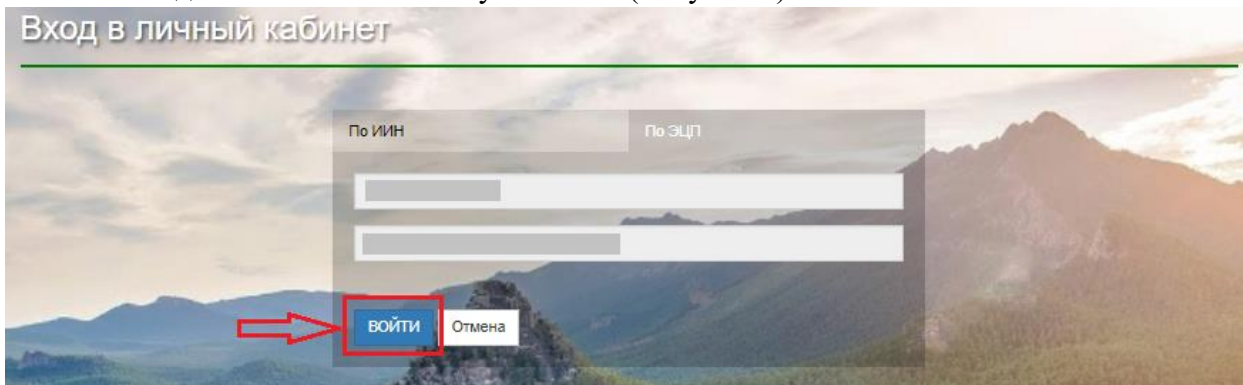 Вход в личный кабинет
По ИИН
По ЭЦП
ВОЙТИ
Отмена